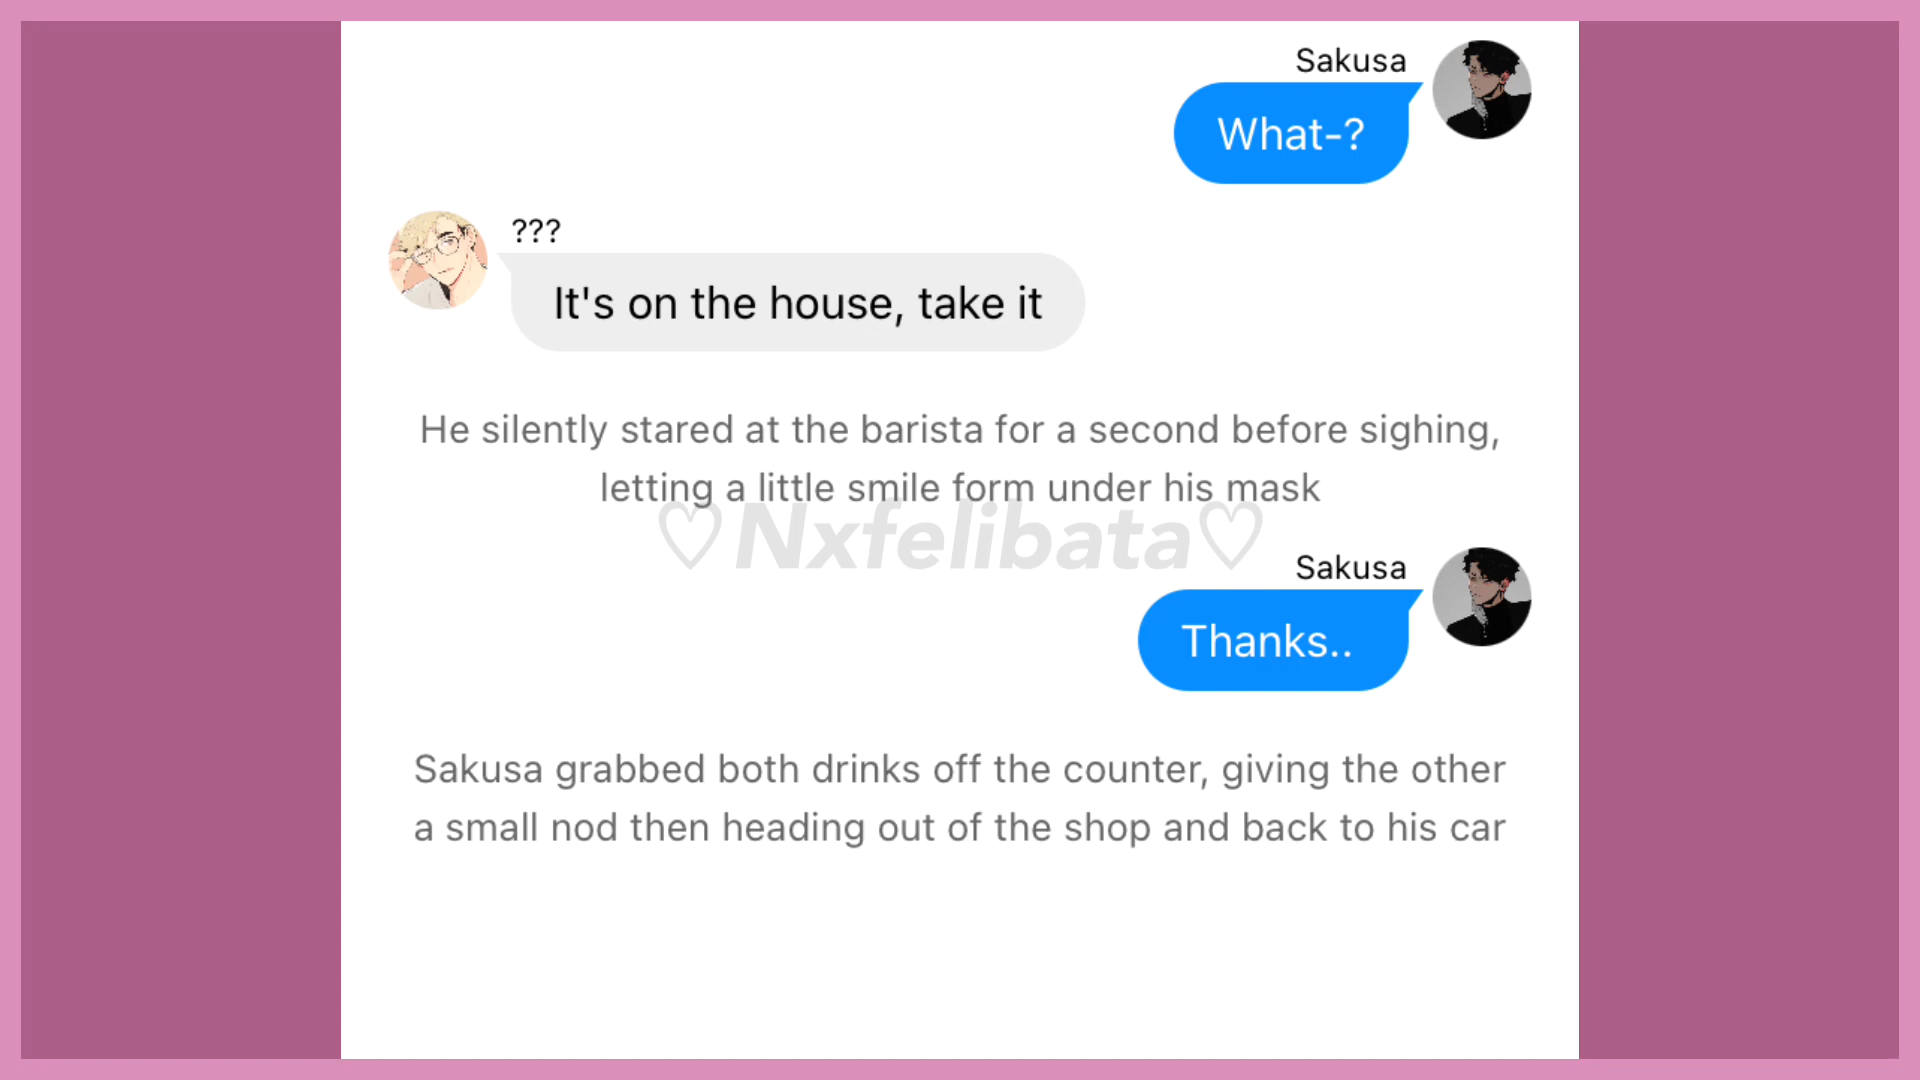 Sakusa
What-?
???
It's on the house, take it
He silently stared at the barista for a second before sighing,
letting a little smile form under his mask
♡Nxfelibata♡
Sakusa
Thanks..
Sakusa grabbed both drinks off the counter, giving the other
a small nod then heading out of the shop and back to his car